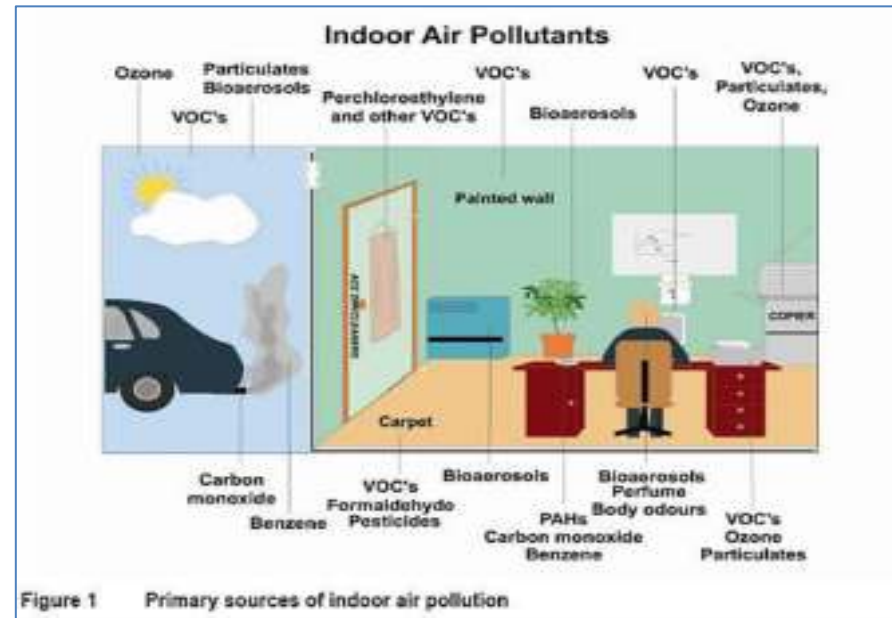 Indoor Air Pollutants
Ozone
Particulates
Bioaerosols
VOC's
Perchloroethylene
and other VOC's
VOC's
Bioaerosols
VOC's
VOC's,
Particulates,
Ozone
Painted wall
COPIER
Carpet
Carbon
monoxide
Benzene
VOC's
Formaldehydo
Pesticides
Bioaerosols
PAHs
Carbon monoxide
Benzene
Bioaerosols
Perfume
Body odours
VOC's
Ozone
Particulates
Figure 1 Primary sources of indoor air pollution